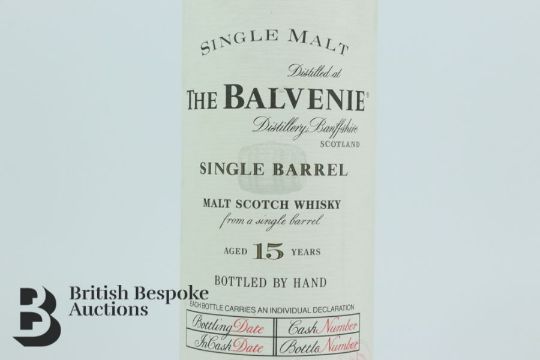 SINGLE MALT
Distilled at
THE BALVENIE®
Distillery, Banffshire
SCOTLAND
SINGLE BARREL
MALT SCOTCH WHISKY
from a single barrel
AGED 15 YEARS
BOTTLED BY HAND
EACH BOTTLE CARRIES AN INDIVIDUAL DECLARATION
Bottling Date Cask Number
In Cask Date Bottle Number
British Bespoke
Auctions